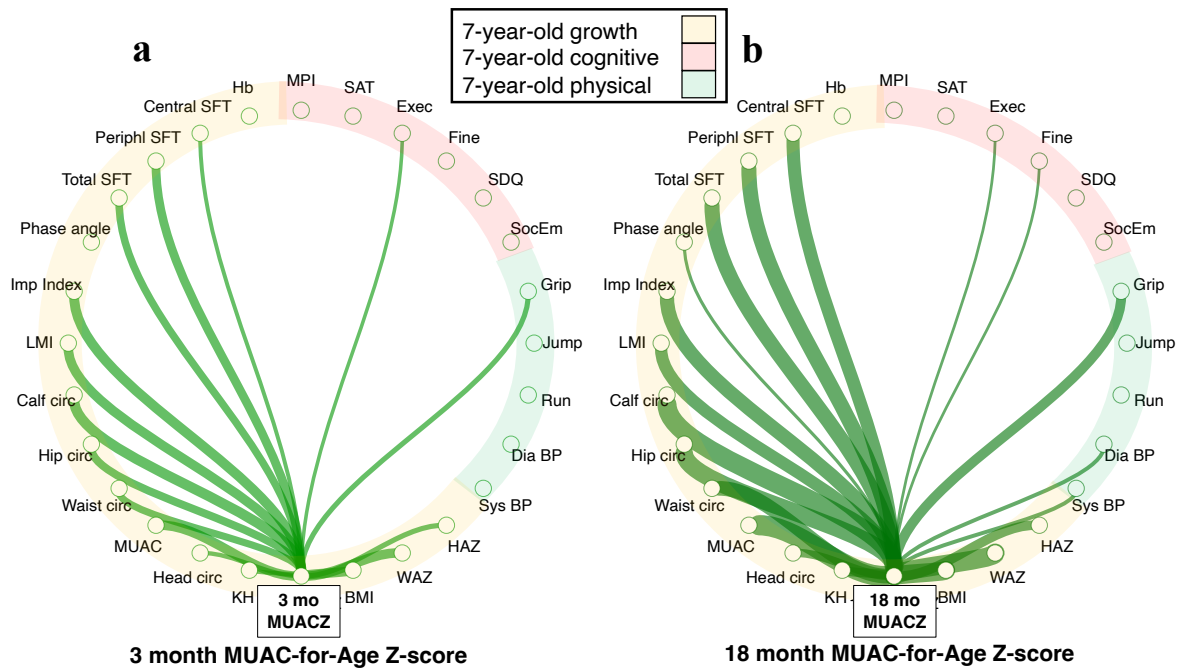 a
7-year-old growth
7-year-old cognitive
7-year-old physical
b
MPI
SAT
Exec
Fine
SDQ
SocEm
Grip
Jump
Run
Dia BP
Sys BP
HAZ
WAZ
BMI
3 mo
MUACZ
KH
Head circ
MUAC
Waist circ
Hip circ
Calf circ
LMI
Imp Index
Phase angle
Total SFT
Periphl SFT
Central SFT
Hb
3 month MUAC-for-Age Z-score
MPI
SAT
Exec
Fine
SDQ
SocEm
Grip
Jump
Run
Dia BP
Sys BP
HAZ
WAZ
BMI
18 mo
MUACZ
KH
Head circ
MUAC
Waist circ
Hip circ
Calf circ
LMI
Imp Index
Phase angle
Total SFT
Periphl SFT
Central SFT
Hb
18 month MUAC-for-Age Z-score